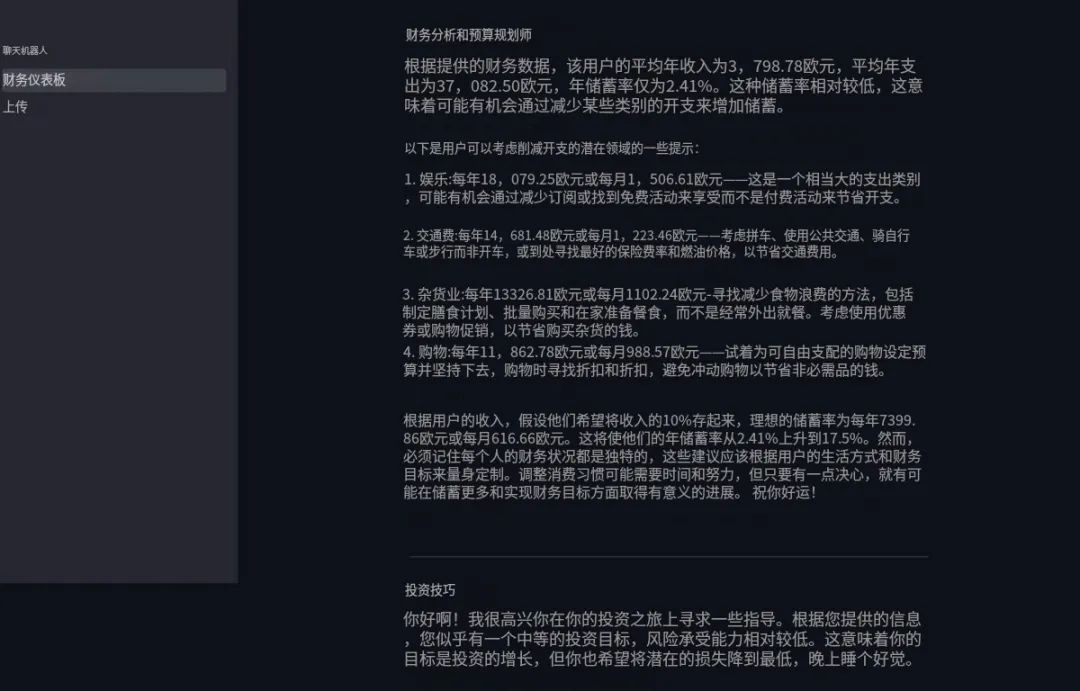 聊天机器人
财务仪表板
上传
财务分析和预算规划师
根据提供的财务数据，该用户的平均年收入为3，798.78欧元，平均年支
出为37，082.50欧元，年储蓄率仅为2.41%。这种储蓄率相对较低，这意
味着可能有机会通过减少某些类别的开支来增加储蓄。
以下是用户可以考虑削减开支的潜在领域的一些提示：
1. 娱乐:每年18，079.25欧元或每月1，506.61欧元——这是一个相当大的支出类别
，可能有机会通过减少订阅或找到免费活动来享受而不是付费活动来节省开支。
2. 交通费:每年14，681.48欧元或每月1，223.46欧元——考虑拼车、使用公共交通、骑自行
车或步行而非开车，或到处寻找最好的保险费率和燃油价格，以节省交通费用。
3. 杂货业:每年13326.81欧元或每月1102.24欧元-寻找减少食物浪费的方法，包括
制定膳食计划、批量购买和在家准备餐食，而不是经常外出就餐。考虑使用优惠
券或购物促销，以节省购买杂货的钱。
4. 购物:每年11，862.78欧元或每月988.57欧元——试着为可自由支配的购物设定预
算并坚持下去，购物时寻找折扣和折扣，避免冲动购物以节省非必需品的钱。
根据用户的收入，假设他们希望将收入的10%存起来，理想的储蓄率为每年7399.
86欧元或每月616.66欧元。这将使他们的年储蓄率从2.41%上升到17.5%。然而，
必须记住每个人的财务状况都是独特的，这些建议应该根据用户的生活方式和财务
目标来量身定制。调整消费习惯可能需要时间和努力，但只要有一点决心，就有可
能在储蓄更多和实现财务目标方面取得有意义的进展。 祝你好运！
投资技巧
你好啊！我很高兴你在你的投资之旅上寻求一些指导。根据您提供的信息
，您似乎有一个中等的投资目标，风险承受能力相对较低。这意味着你的
目标是投资的增长，但你也希望将潜在的损失降到最低，晚上睡个好觉。